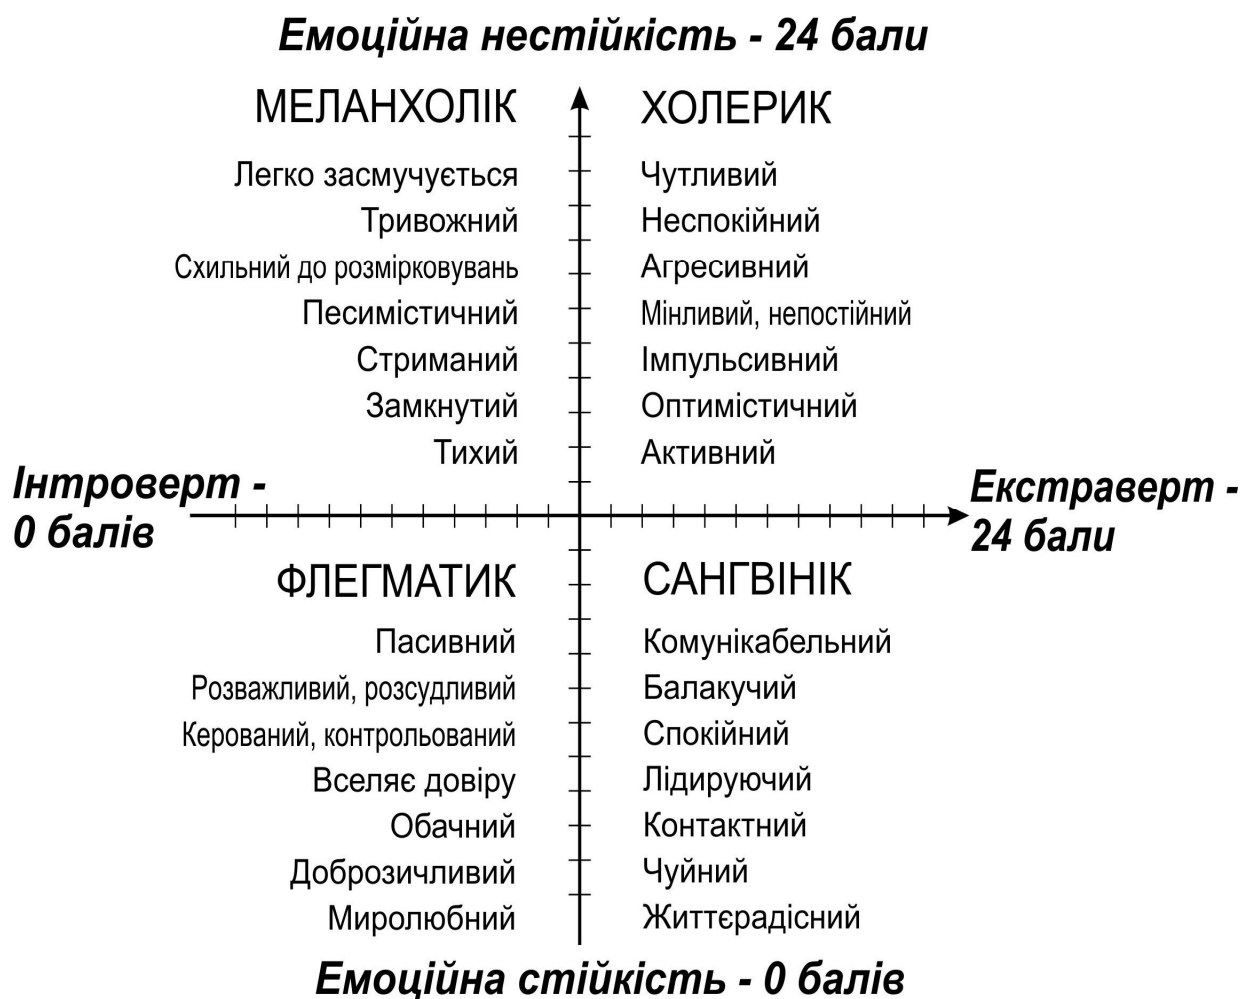 Емоційна нестійкість - 24 бали
МЕЛАНХОЛІК
Легко засмучується
Тривожний
Схильний до розмірковувань
Песимістичний
Стриманий
Замкнутий
Тихий
ХОЛЕРИК
Чутливий
Неспокійний
Агресивний
Мінливий, непостійний
Імпульсивний
Оптимістичний
Активний
Інтроверт -
0 балів
Екстраверт -
24 бали
ФЛЕГМАТИК
Пасивний
Розважливий, розсудливий
Керований, контрольований
Вселяє довіру
Обачний
Доброзичливий
Миролюбний
САНГВІНІК
Комунікабельний
Балакучий
Спокійний
Лідируючий
Контактний
Чуйний
Життєрадісний
Емоційна стійкість - 0 балів